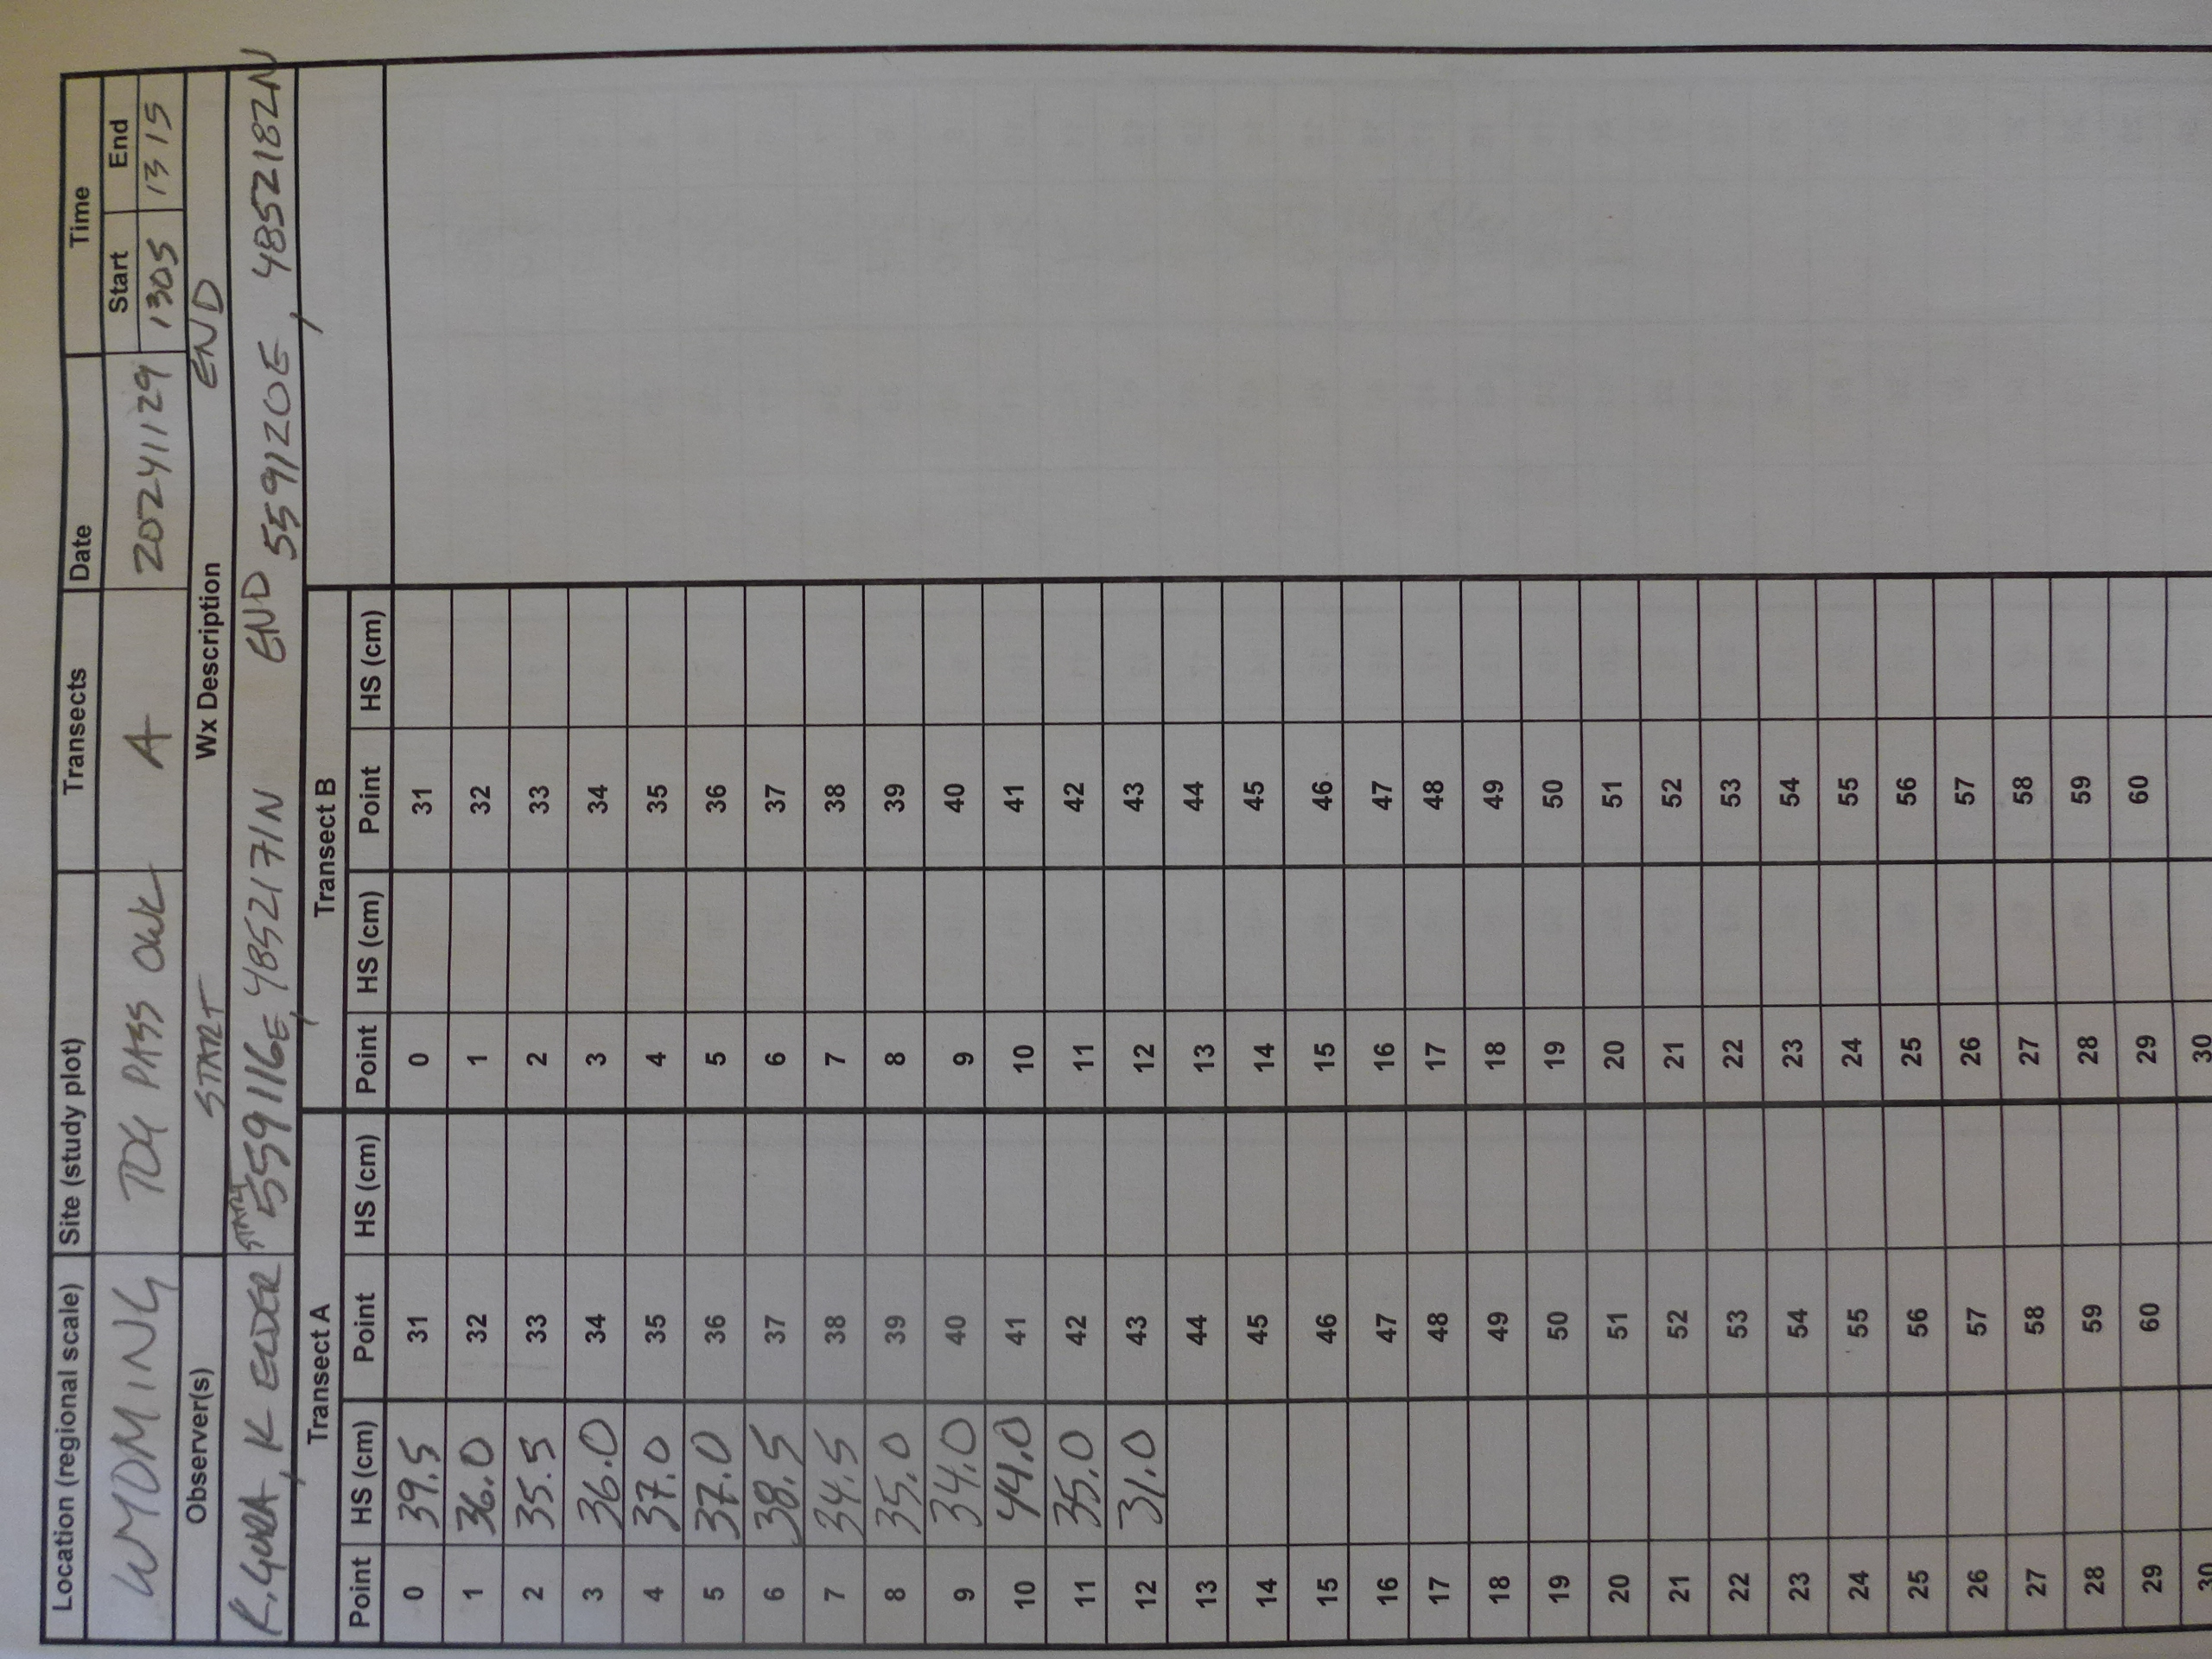 Location (regional scale) Site (study plot) Transects Date Time
Start End
WYOMING TOG PASS A 20241129 1305 1315
Observer(s) START Wx Description END
K ELDER START 559116E, 4852171N END 559120E, 4852182N
Transect A Transect B
Point HS (cm) Point HS (cm) Point HS (cm) Point HS (cm)
0 39.5 31 0 31
1 36.0 32 1 32
2 35.5 33 2 33
3 36.0 34 3 34
4 37.0 35 4 35
5 37.0 36 5 36
6 38.5 37 6 37
7 34.5 38 7 38
8 35.0 39 8 39
9 34.0 40 9 40
10 44.0 41 10 41
11 35.0 42 11 42
12 31.0 43 12 43
13 44 13 44
14 45 14 45
15 46 15 46
16 47 16 47
17 48 17 48
18 49 18 49
19 50 19 50
20 51 20 51
21 52 21 52
22 53 22 53
23 54 23 54
24 55 24 55
25 56 25 56
26 57 26 57
27 58 27 58
28 59 28 59
29 60 29 60
30 30